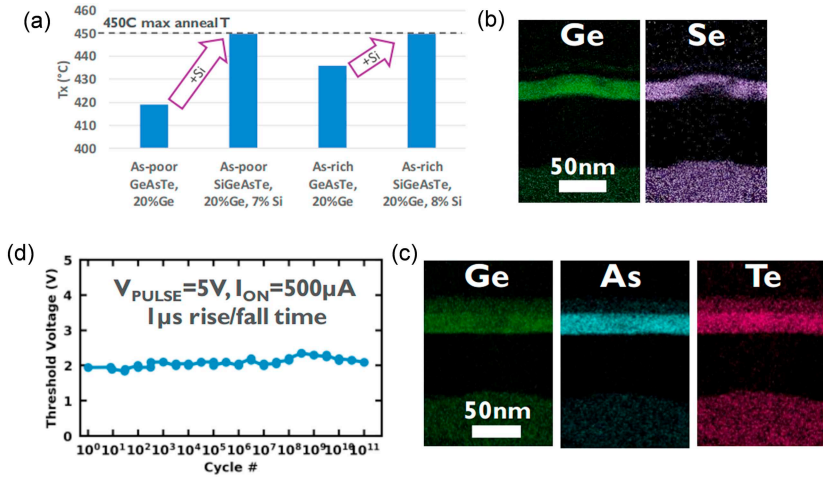 (a)
450C max anneal T
460
450
440
430
420
410
400
Tx (°C)
+Si
+Si
As-poor
GeAsTe,
20%Ge
As-poor
SiGeAsTe,
20%Ge, 7% Si
As-rich
GeAsTe,
20%Ge
As-rich
SiGeAsTe,
20%Ge, 8% Si
(b)
Ge
Se
50nm
(d)
V_PULSE=5V, I_ON=500μA
1μs rise/fall time
5
4
3
2
1
0
Threshold Voltage (V)
10⁰ 10¹ 10² 10³ 10⁴ 10⁵ 10⁶ 10⁷ 10⁸ 10⁹ 10¹⁰ 10¹¹
Cycle #
(c)
Ge
As
Te
50nm